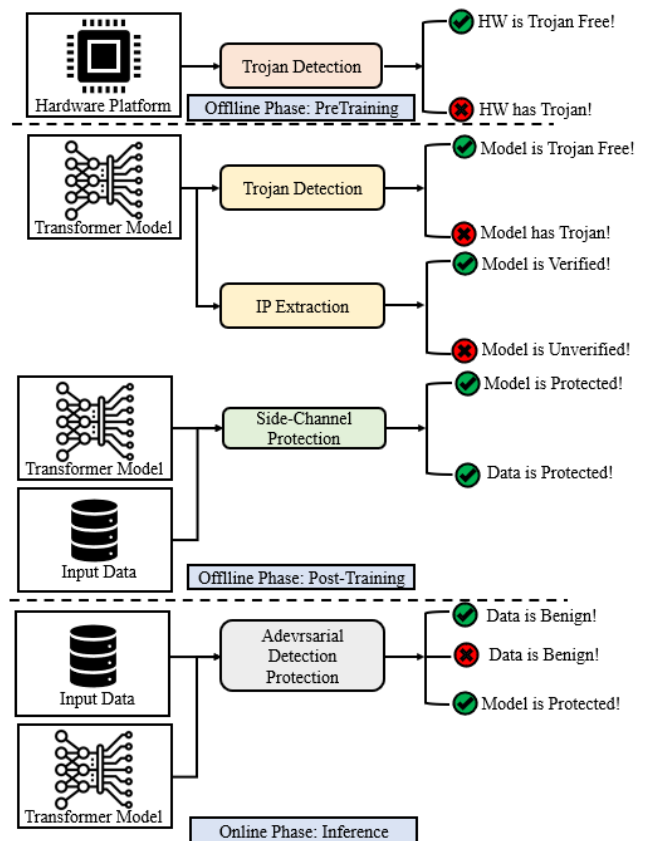 HW is Trojan Free!
Trojan Detection
Hardware Platform
Offlline Phase: PreTraining
HW has Trojan!
Model is Trojan Free!
Trojan Detection
Transformer Model
Model has Trojan!
Model is Verified!
IP Extraction
Model is Unverified!
Model is Protected!
Side-Channel
Protection
Transformer Model
Data is Protected!
Input Data
Offlline Phase: Post-Training
Data is Benign!
Adevrsarial
Detection
Protection
Data is Benign!
Input Data
Model is Protected!
Transformer Model
Online Phase: Inference